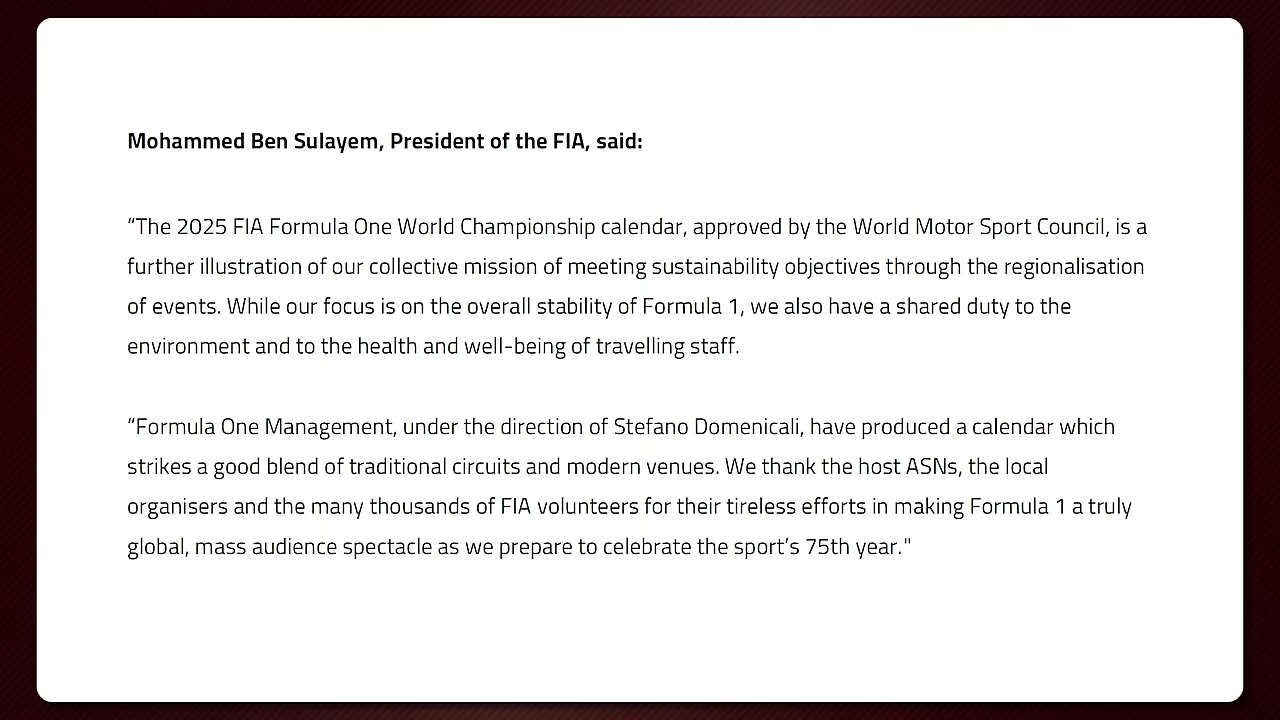 Mohammed Ben Sulayem, President of the FIA, said:
“The 2025 FIA Formula One World Championship calendar, approved by the World Motor Sport Council, is a
further illustration of our collective mission of meeting sustainability objectives through the regionalisation
of events. While our focus is on the overall stability of Formula 1, we also have a shared duty to the
environment and to the health and well-being of travelling staff.
“Formula One Management, under the direction of Stefano Domenicali, have produced a calendar which
strikes a good blend of traditional circuits and modern venues. We thank the host ASNs, the local
organisers and the many thousands of FIA volunteers for their tireless efforts in making Formula 1 a truly
global, mass audience spectacle as we prepare to celebrate the sport’s 75th year."